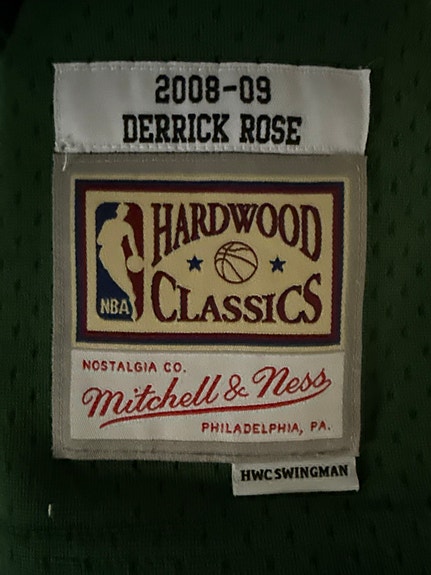 2008-09
DERRICK ROSE
HARDWOOD
NBA
CLASSICS
NOSTALGIA CO.
Mitchell & Ness
PHILADELPHIA, PA.
HWC SWINGMAN